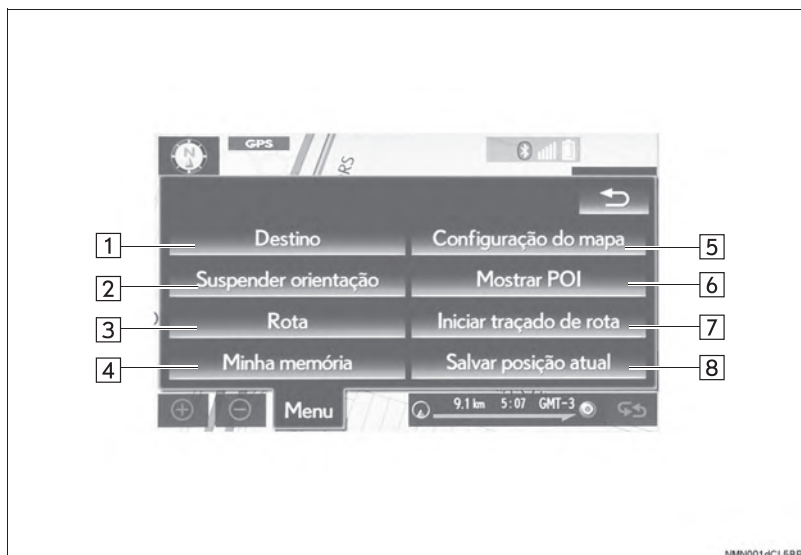 N
GPS
RS
1 Destino Configuração do mapa 5
2 Suspender orientação Mostrar POI 6
3 Rota Iniciar traçado de rota 7
4 Minha memória Salvar posição atual 8
Menu 9.1 km 5:07 GMT-3